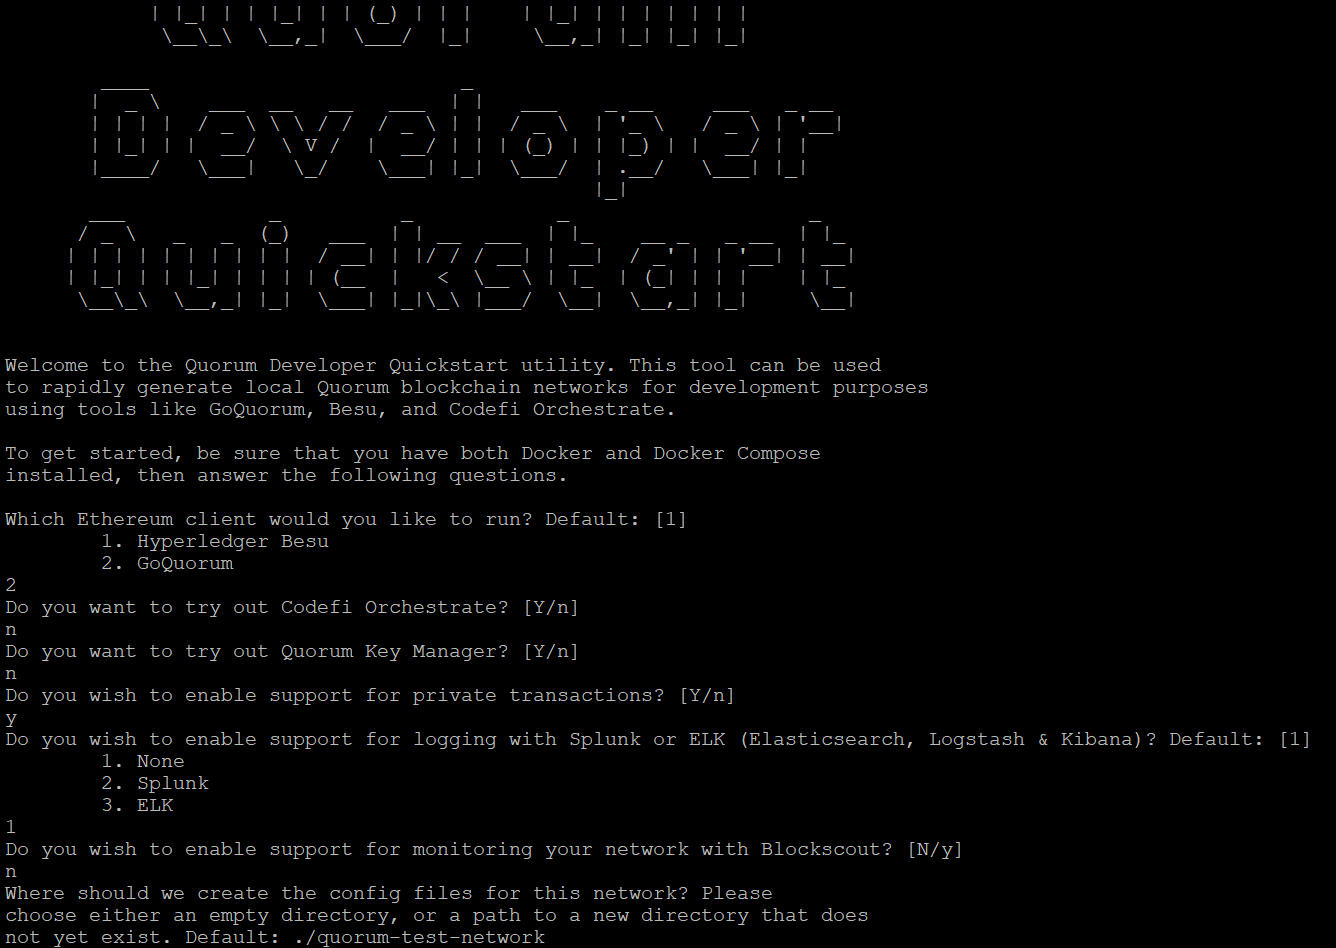 Quorum
Developer
Quickstart
Welcome to the Quorum Developer Quickstart utility. This tool can be used
to rapidly generate local Quorum blockchain networks for development purposes
using tools like GoQuorum, Besu, and Codefi Orchestrate.
To get started, be sure that you have both Docker and Docker Compose
installed, then answer the following questions.
Which Ethereum client would you like to run? Default: [1]
1. Hyperledger Besu
2. GoQuorum
2
Do you want to try out Codefi Orchestrate? [Y/n]
n
Do you want to try out Quorum Key Manager? [Y/n]
n
Do you wish to enable support for private transactions? [Y/n]
y
Do you wish to enable support for logging with Splunk or ELK (Elasticsearch, Logstash & Kibana)? Default: [1]
1. None
2. Splunk
3. ELK
1
Do you wish to enable support for monitoring your network with Blockscout? [N/y]
n
Where should we create the config files for this network? Please
choose either an empty directory, or a path to a new directory that does
not yet exist. Default: ./quorum-test-network